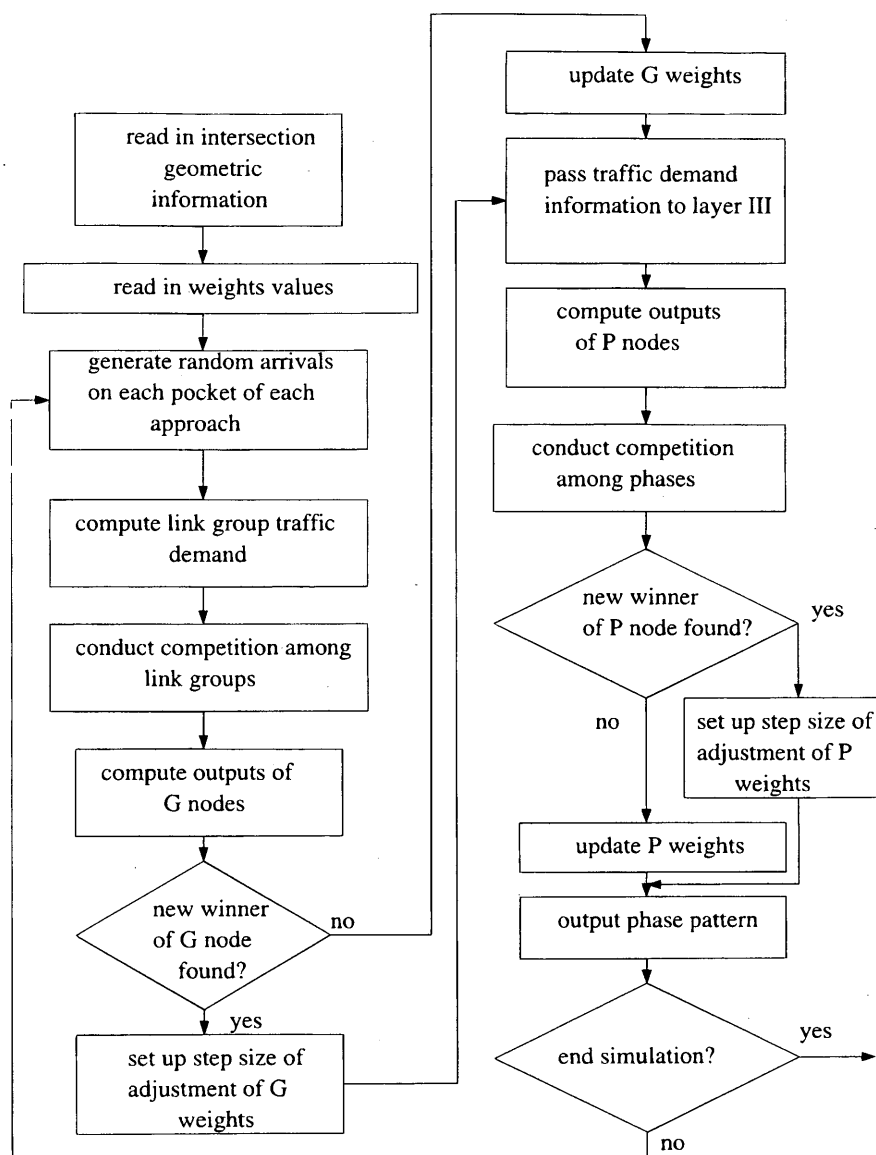 read in intersection
geometric
information
read in weights values
generate random arrivals
on each pocket of each
approach
compute link group traffic
demand
conduct competition among
link groups
compute outputs of
G nodes
new winner
of G node
found?
no
yes
set up step size of
adjustment of G
weights
update G weights
pass traffic demand
information to layer III
compute outputs
of P nodes
conduct competition
among phases
new winner
of P node found?
yes
no
set up step size of
adjustment of P
weights
update P weights
output phase pattern
end simulation?
yes
no